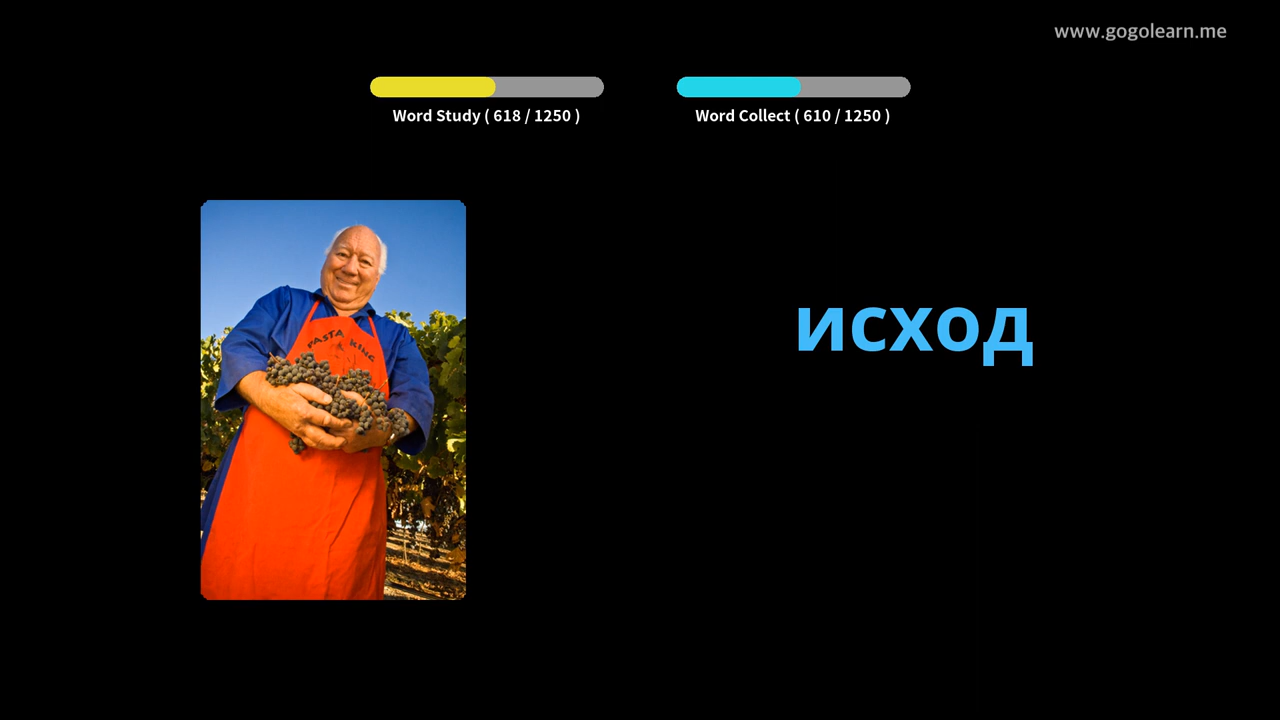 www.gogolearn.me
Word Study ( 618 / 1250 )
Word Collect ( 610 / 1250 )
PASTA KING
исход